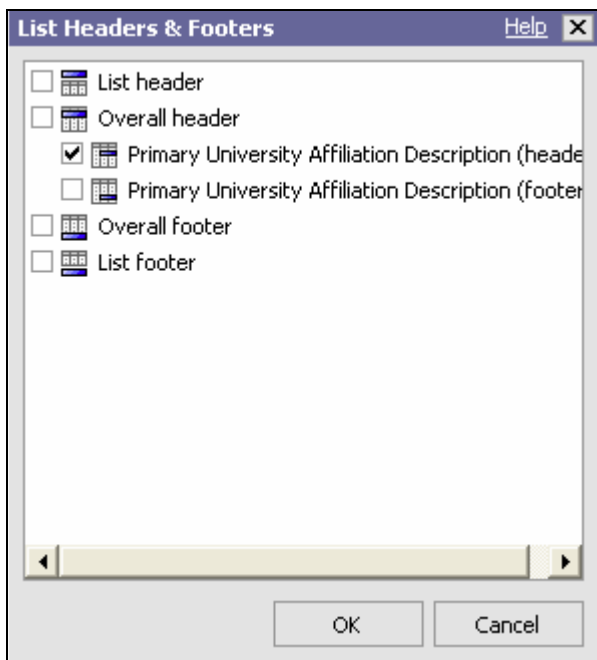 List Headers & Footers Help
List header
Overall header
Primary University Affiliation Description (heade
Primary University Affiliation Description (footer
Overall footer
List footer
OK Cancel